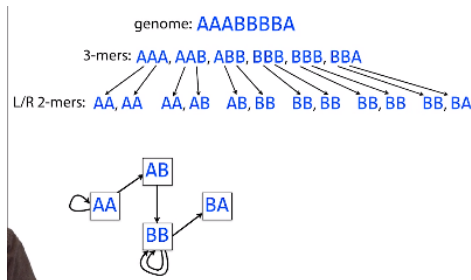 genome: AAABBBBBA
3-mers: AAA, AAB, ABB, BBB, BBB, BBA
L/R 2-mers: AA, AA AA, AB AB, BB BB, BB BB, BB BB, BA
AB
AA BA
BB